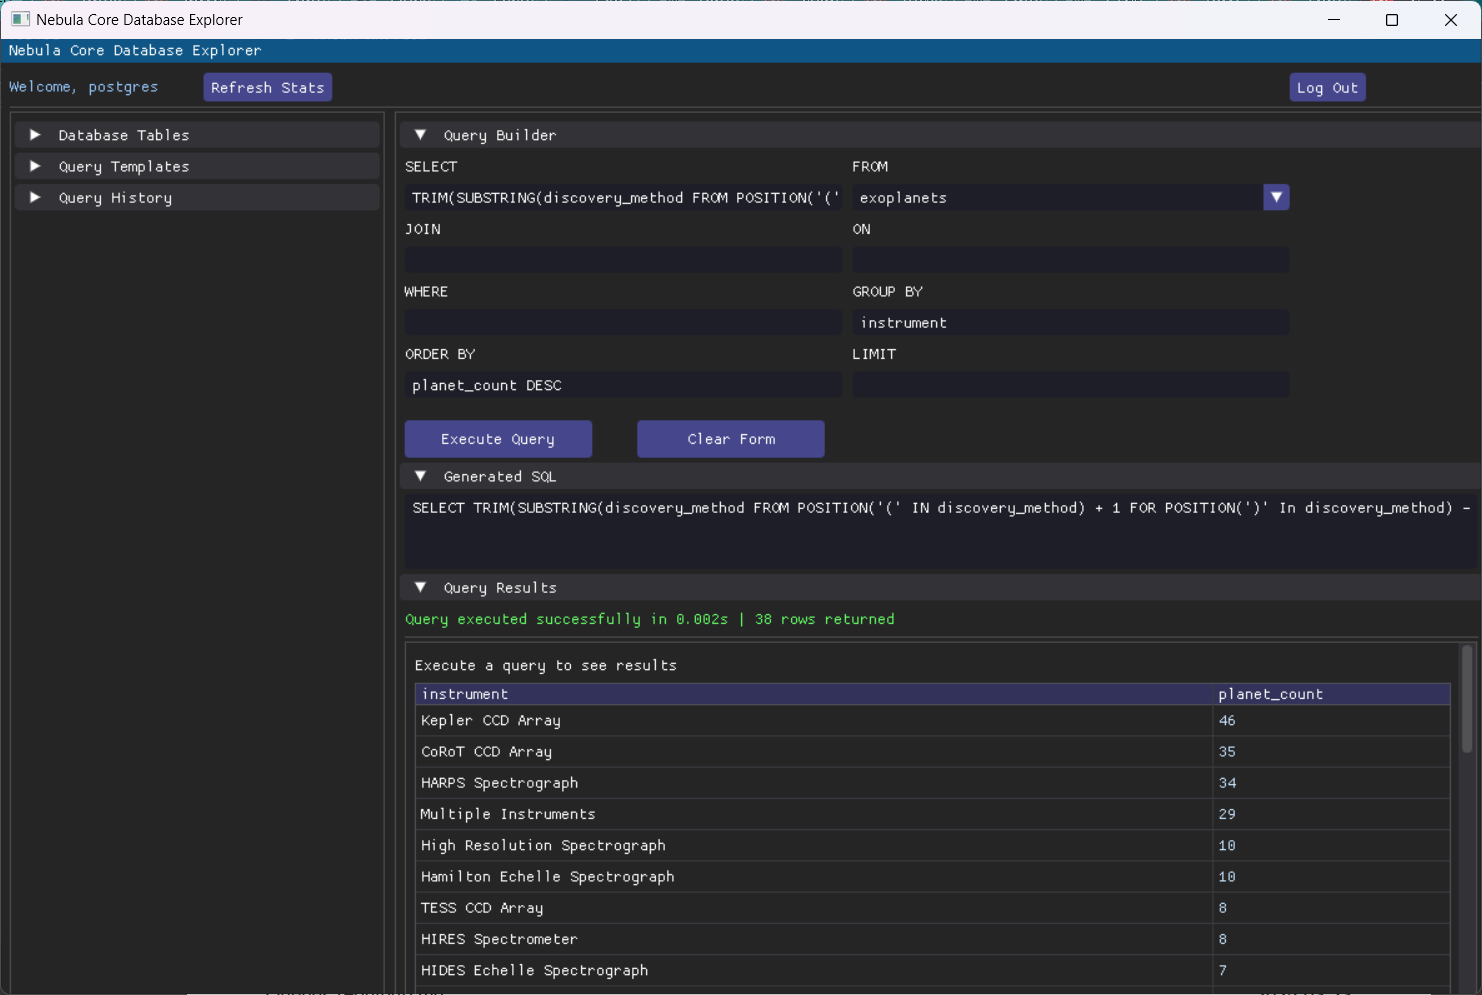 Nebula Core Database Explorer
Nebula Core Database Explorer
Welcome, postgres
Refresh Stats
Log Out
Database Tables
Query Templates
Query History
Query Builder
SELECT
FROM
TRIM(SUBSTRING(discovery_method FROM POSITION('('
exoplanets
JOIN
ON
WHERE
GROUP BY
instrument
ORDER BY
LIMIT
planet_count DESC
Execute Query
Clear Form
Generated SQL
SELECT TRIM(SUBSTRING(discovery_method FROM POSITION('(' IN discovery_method) + 1 FOR POSITION(')' In discovery_method) -
Query Results
Query executed successfully in 0.002s | 38 rows returned
Execute a query to see results
instrument planet_count
Kepler CCD Array 46
CoRoT CCD Array 35
HARPS Spectrograph 34
Multiple Instruments 29
High Resolution Spectrograph 10
Hamilton Echelle Spectrograph 10
TESS CCD Array 8
HIRES Spectrometer 8
HIDES Echelle Spectrograph 7